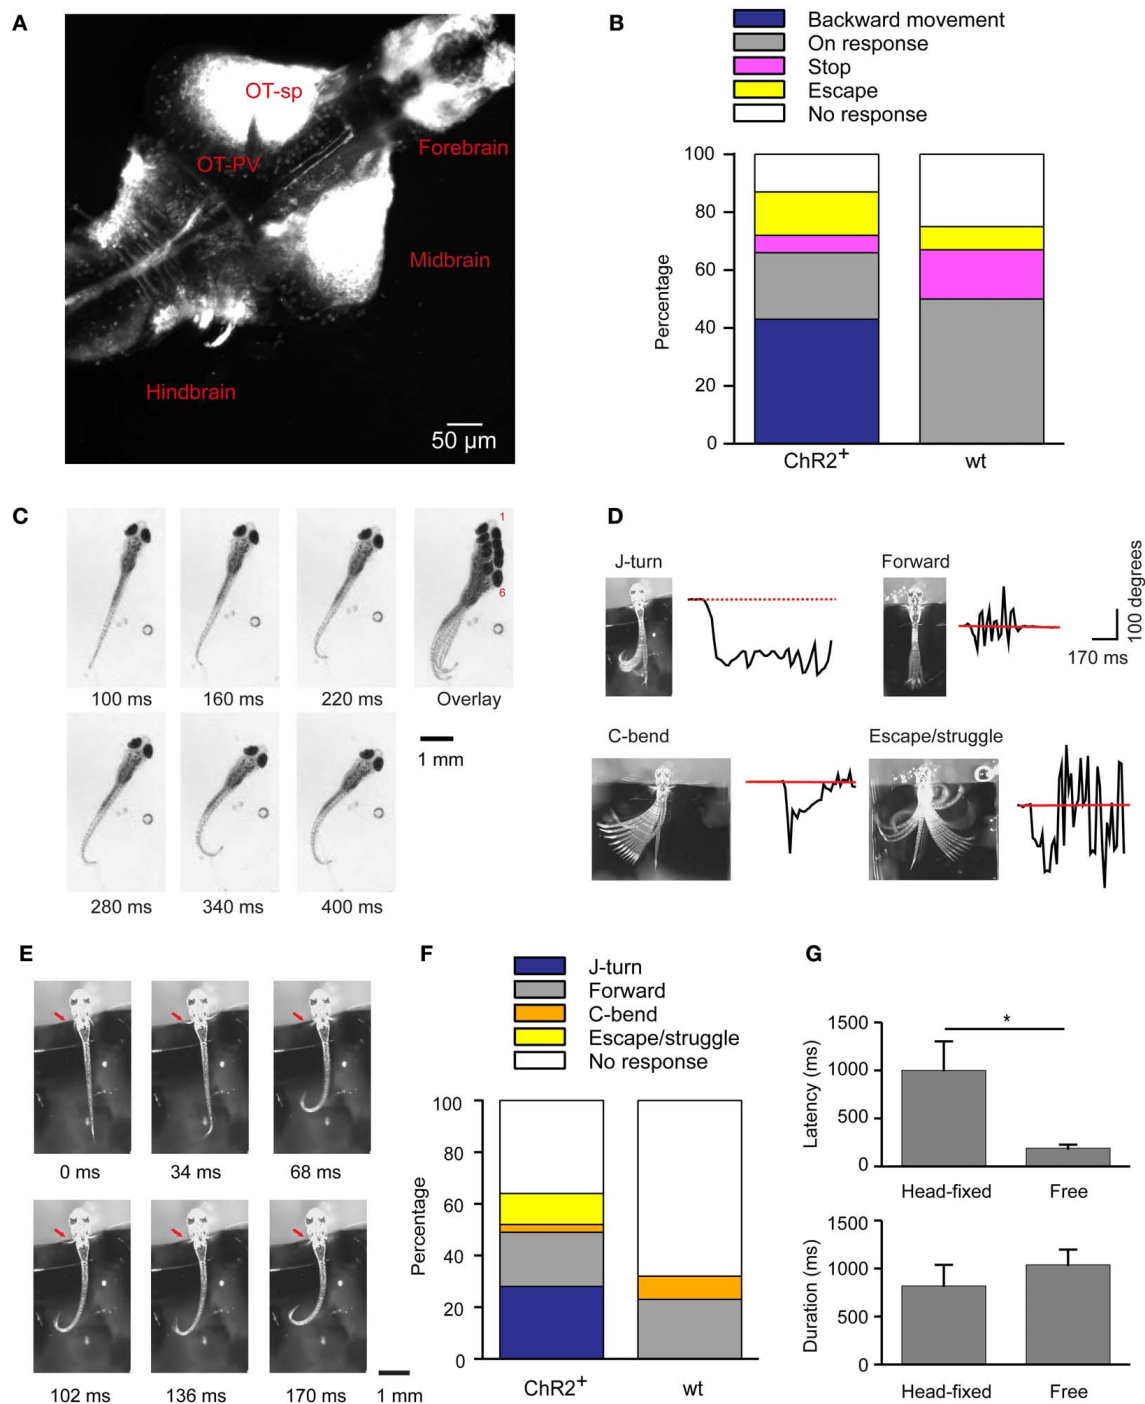 A
OT-sp
OT-PV
Forebrain
Midbrain
Hindbrain
50 µm
B
Backward movement
On response
Stop
Escape
No response
Percentage
100
80
60
40
20
0
ChR2+
wt
C
1
6
100 ms
160 ms
220 ms
Overlay
1 mm
280 ms
340 ms
400 ms
D
J-turn
Forward
100 degrees
170 ms
C-bend
Escape/struggle
E
0 ms
34 ms
68 ms
102 ms
136 ms
170 ms
1 mm
F
J-turn
Forward
C-bend
Escape/struggle
No response
Percentage
100
80
60
40
20
0
ChR2+
wt
G
Latency (ms)
1500
1000
500
0
*
Head-fixed
Free
Duration (ms)
1500
1000
500
0
Head-fixed
Free